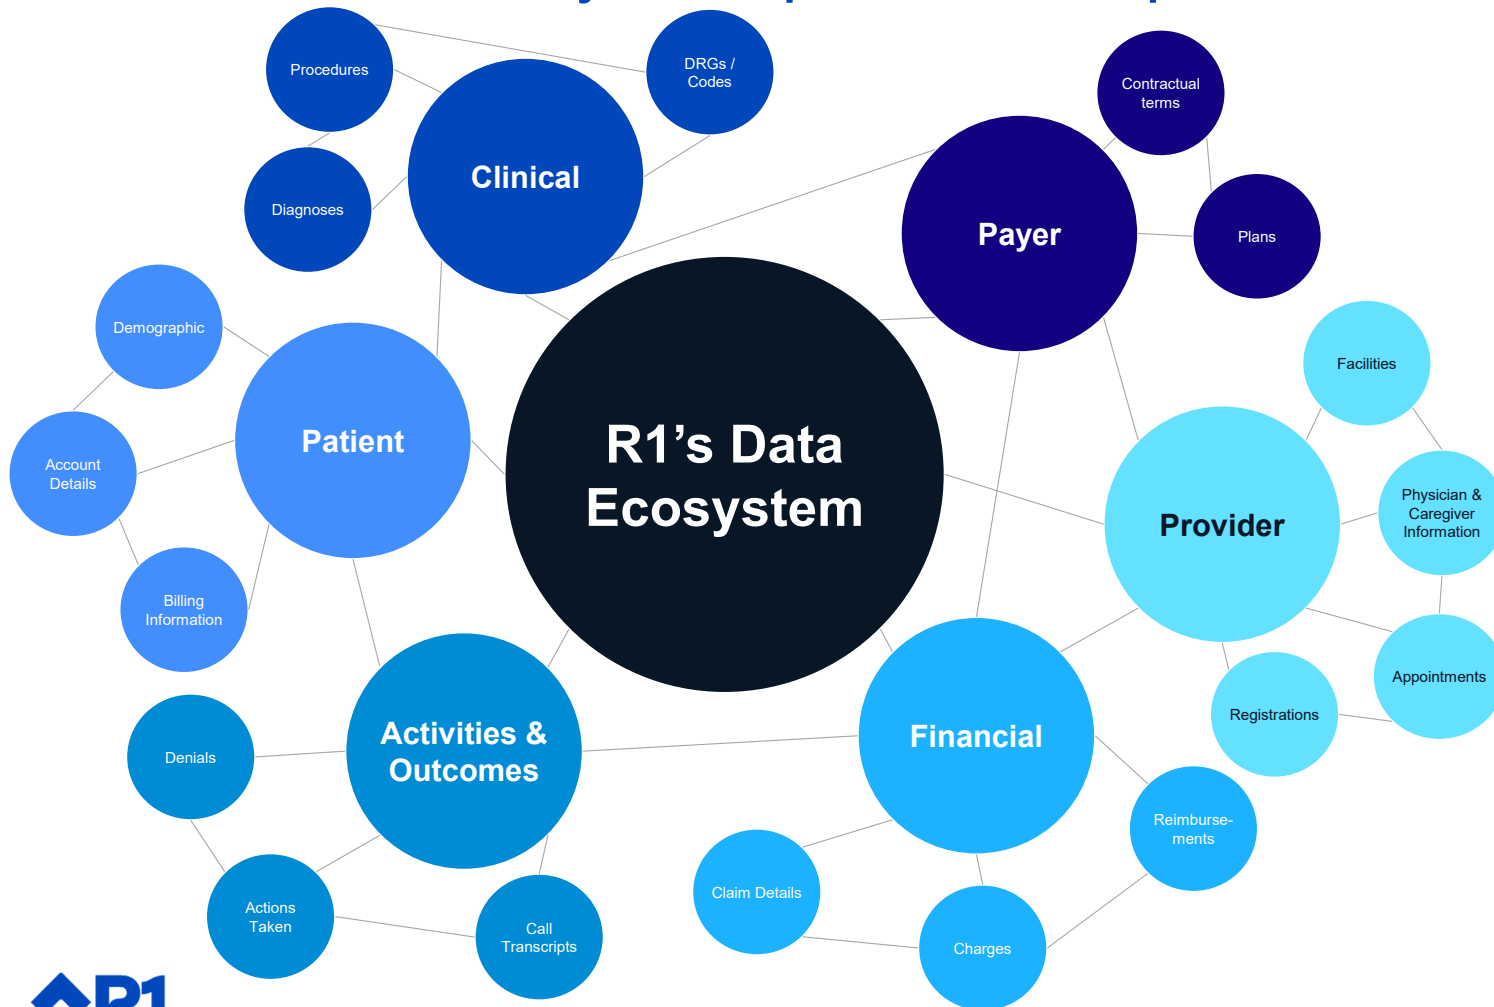 Procedures
DRGs /
Codes
Clinical
Diagnoses
Contractual
terms
Payer
Plans
Demographic
Patient
Account
Details
Billing
Information
R1’s Data
Ecosystem
Facilities
Physician &
Caregiver
Information
Provider
Appointments
Registrations
Activities &
Outcomes
Denials
Actions
Taken
Call
Transcripts
Financial
Reimburse-
ments
Claim Details
Charges
R1